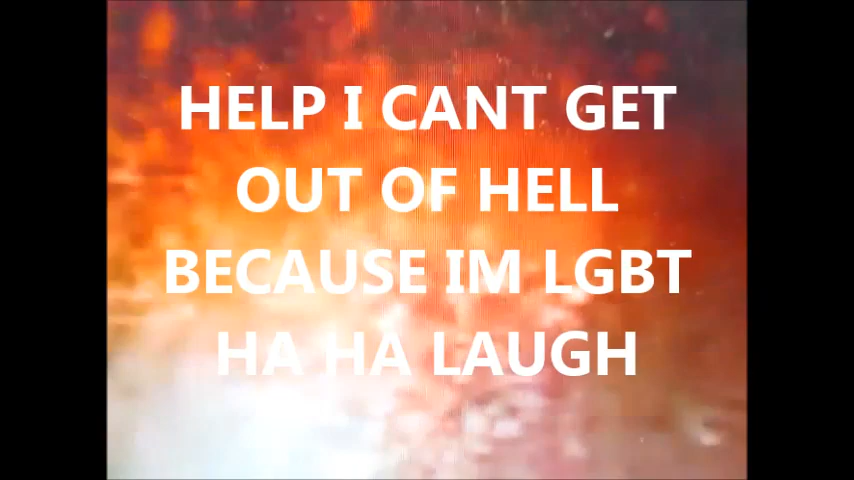 HELP I CANT GET
OUT OF HELL
BECAUSE IM LGBT
HA HA LAUGH